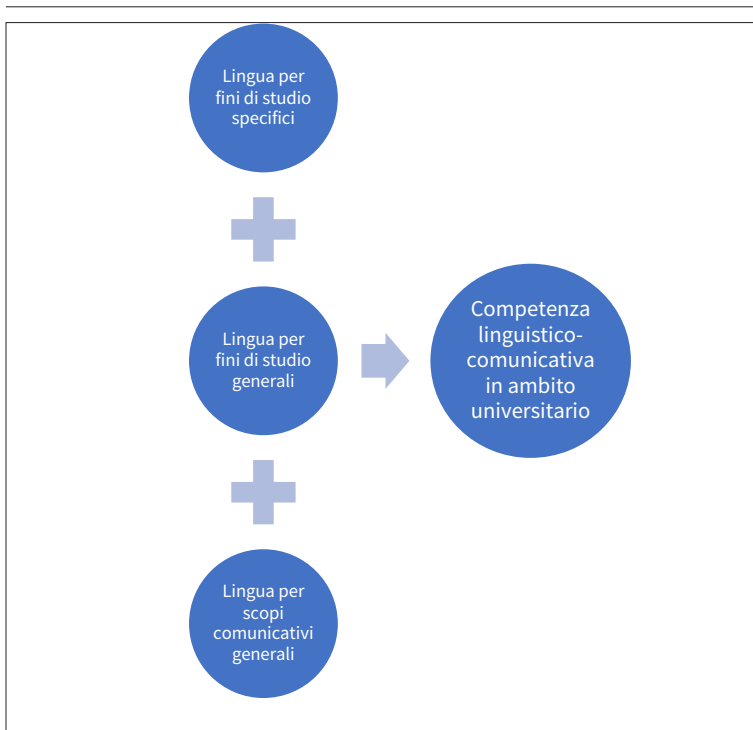 Lingua per
fini di studio
specifici
Lingua per
fini di studio
generali
Competenza
linguistico-
comunicativa
in ambito
universitario
Lingua per
scopi
comunicativi
generali